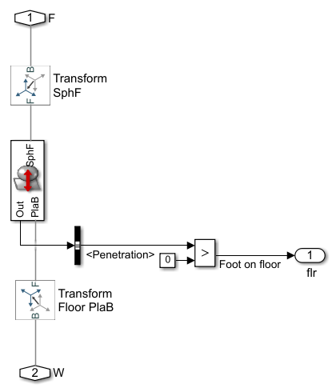 1 F
B
Transform
SphF
F
SphF
Out
PlaB
<Penetration>
0
>
Foot on floor
1
flr
F
Transform
Floor PlaB
B
2 W